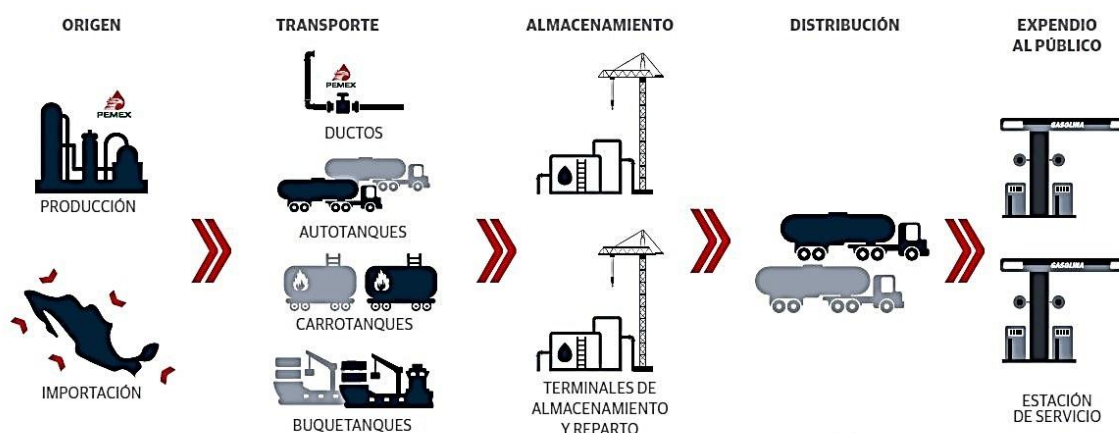 ORIGEN
PEMEX
PRODUCCIÓN
IMPORTACIÓN
TRANSPORTE
PEMEX
DUCTOS
AUTOTANQUES
CARROTANQUES
BUQUETANQUES
ALMACENAMIENTO
TERMINALES DE
ALMACENAMIENTO
Y REPARTO
DISTRIBUCIÓN
EXPENDIO
AL PÚBLICO
GASOLINA
GASOLINA
ESTACIÓN
DE SERVICIO